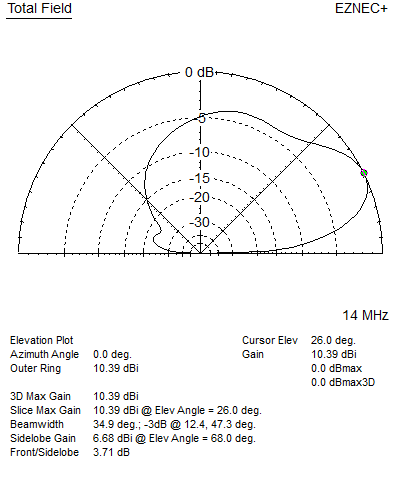 Total Field EZNEC+
0 dB
-5
-10
-15
-20
-30
14 MHz
Elevation Plot Cursor Elev 26.0 deg.
Azimuth Angle 0.0 deg. Gain 10.39 dBi
Outer Ring 10.39 dBi 0.0 dBmax
0.0 dBmax3D
3D Max Gain 10.39 dBi
Slice Max Gain 10.39 dBi @ Elev Angle = 26.0 deg.
Beamwidth 34.9 deg.; -3dB @ 12.4, 47.3 deg.
Sidelobe Gain 6.68 dBi @ Elev Angle = 68.0 deg.
Front/Sidelobe 3.71 dB